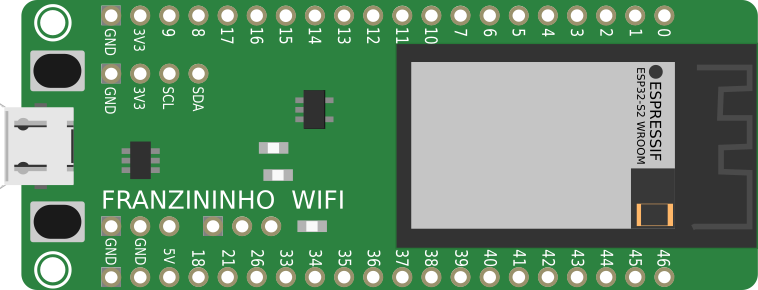 GND 3V3 9 8 17 16 15 14 13 12 11 10 7 6 5 4 3 2 1 0
GND 3V3 SCL SDA
ESPRESSIF
ESP32-S2 WROOM
FRANZININHO WIFI
GND GND 5V 18 21 26 33 34 35 36 37 38 39 40 41 42 43 44 45 46